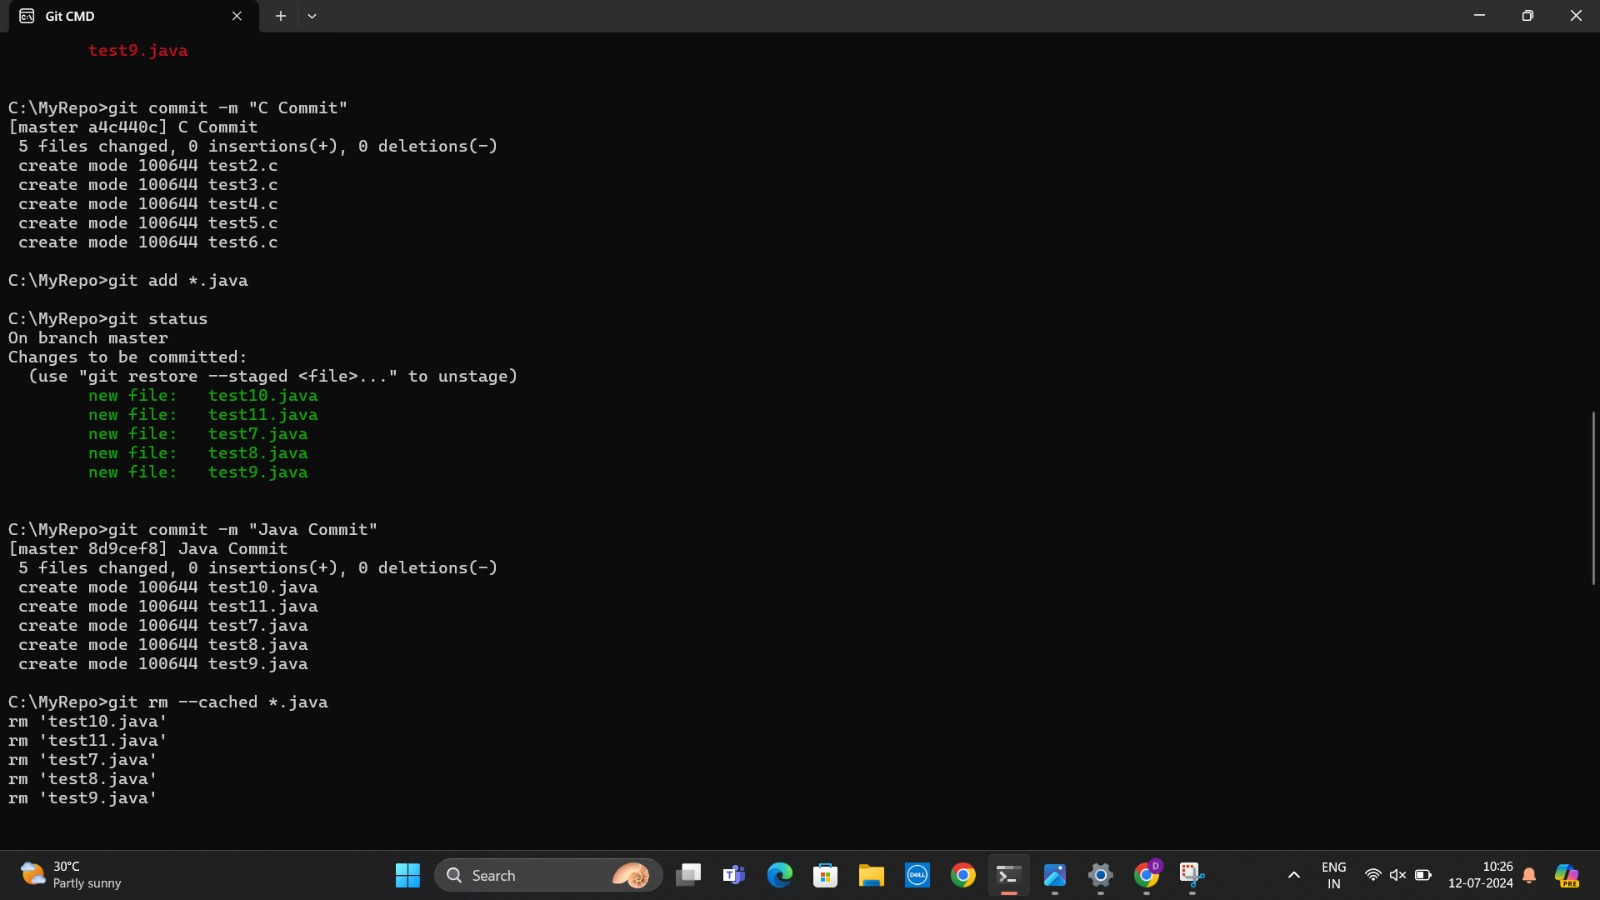 Git CMD
test9.java
C:\MyRepo>git commit -m "C Commit"
[master a4c440c] C Commit
 5 files changed, 0 insertions(+), 0 deletions(-)
 create mode 100644 test2.c
 create mode 100644 test3.c
 create mode 100644 test4.c
 create mode 100644 test5.c
 create mode 100644 test6.c
C:\MyRepo>git add *.java
C:\MyRepo>git status
On branch master
Changes to be committed:
  (use "git restore --staged <file>..." to unstage)
        new file:   test10.java
        new file:   test11.java
        new file:   test7.java
        new file:   test8.java
        new file:   test9.java
C:\MyRepo>git commit -m "Java Commit"
[master 8d9cef8] Java Commit
 5 files changed, 0 insertions(+), 0 deletions(-)
 create mode 100644 test10.java
 create mode 100644 test11.java
 create mode 100644 test7.java
 create mode 100644 test8.java
 create mode 100644 test9.java
C:\MyRepo>git rm --cached *.java
rm 'test10.java'
rm 'test11.java'
rm 'test7.java'
rm 'test8.java'
rm 'test9.java'
30°C
Partly sunny
Search
DELL
D
ENG
IN
10:26
12-07-2024
PRE